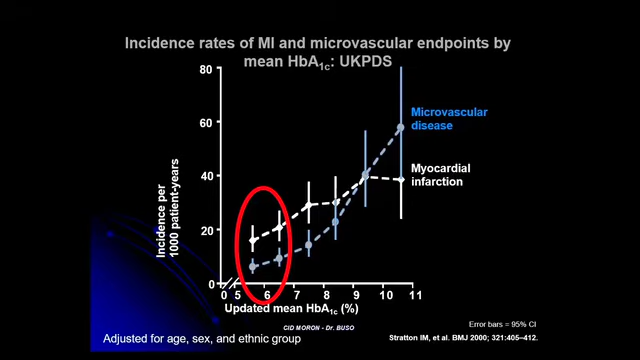 Incidence rates of MI and microvascular endpoints by
mean HbA1c: UKPDS
80
60
40
20
0
Incidence per
1000 patient-years
Microvascular
disease
Myocardial
infarction
0 5 6 7 8 9 10 11
Updated mean HbA1c (%)
CID MORON - Dr. BUSO
Error bars = 95% CI
Adjusted for age, sex, and ethnic group
Stratton IM, et al. BMJ 2000; 321:405–412.